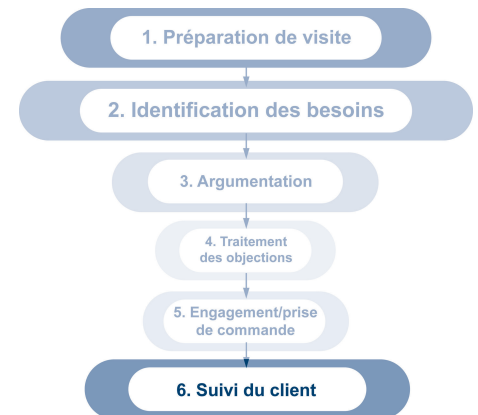 1. Préparation de visite
2. Identification des besoins
3. Argumentation
4. Traitement
des objections
5. Engagement/prise
de commande
6. Suivi du client